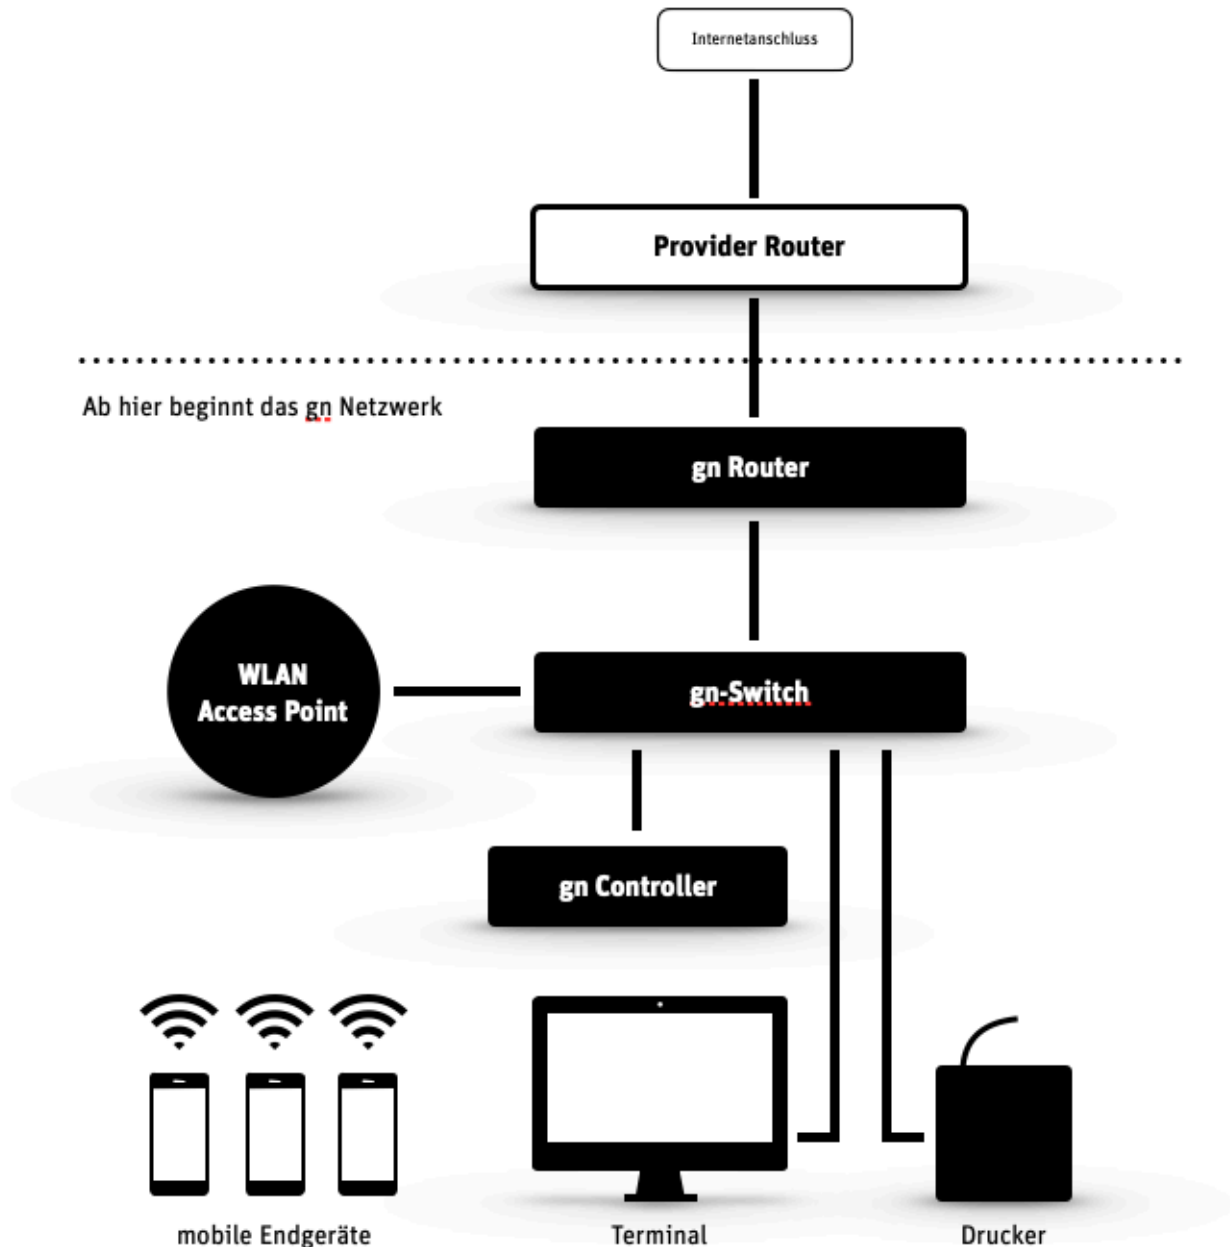 Internetanschluss
Provider Router
Ab hier beginnt das gn Netzwerk
gn Router
WLAN
Access Point
gn-Switch
gn Controller
mobile Endgeräte
Terminal
Drucker